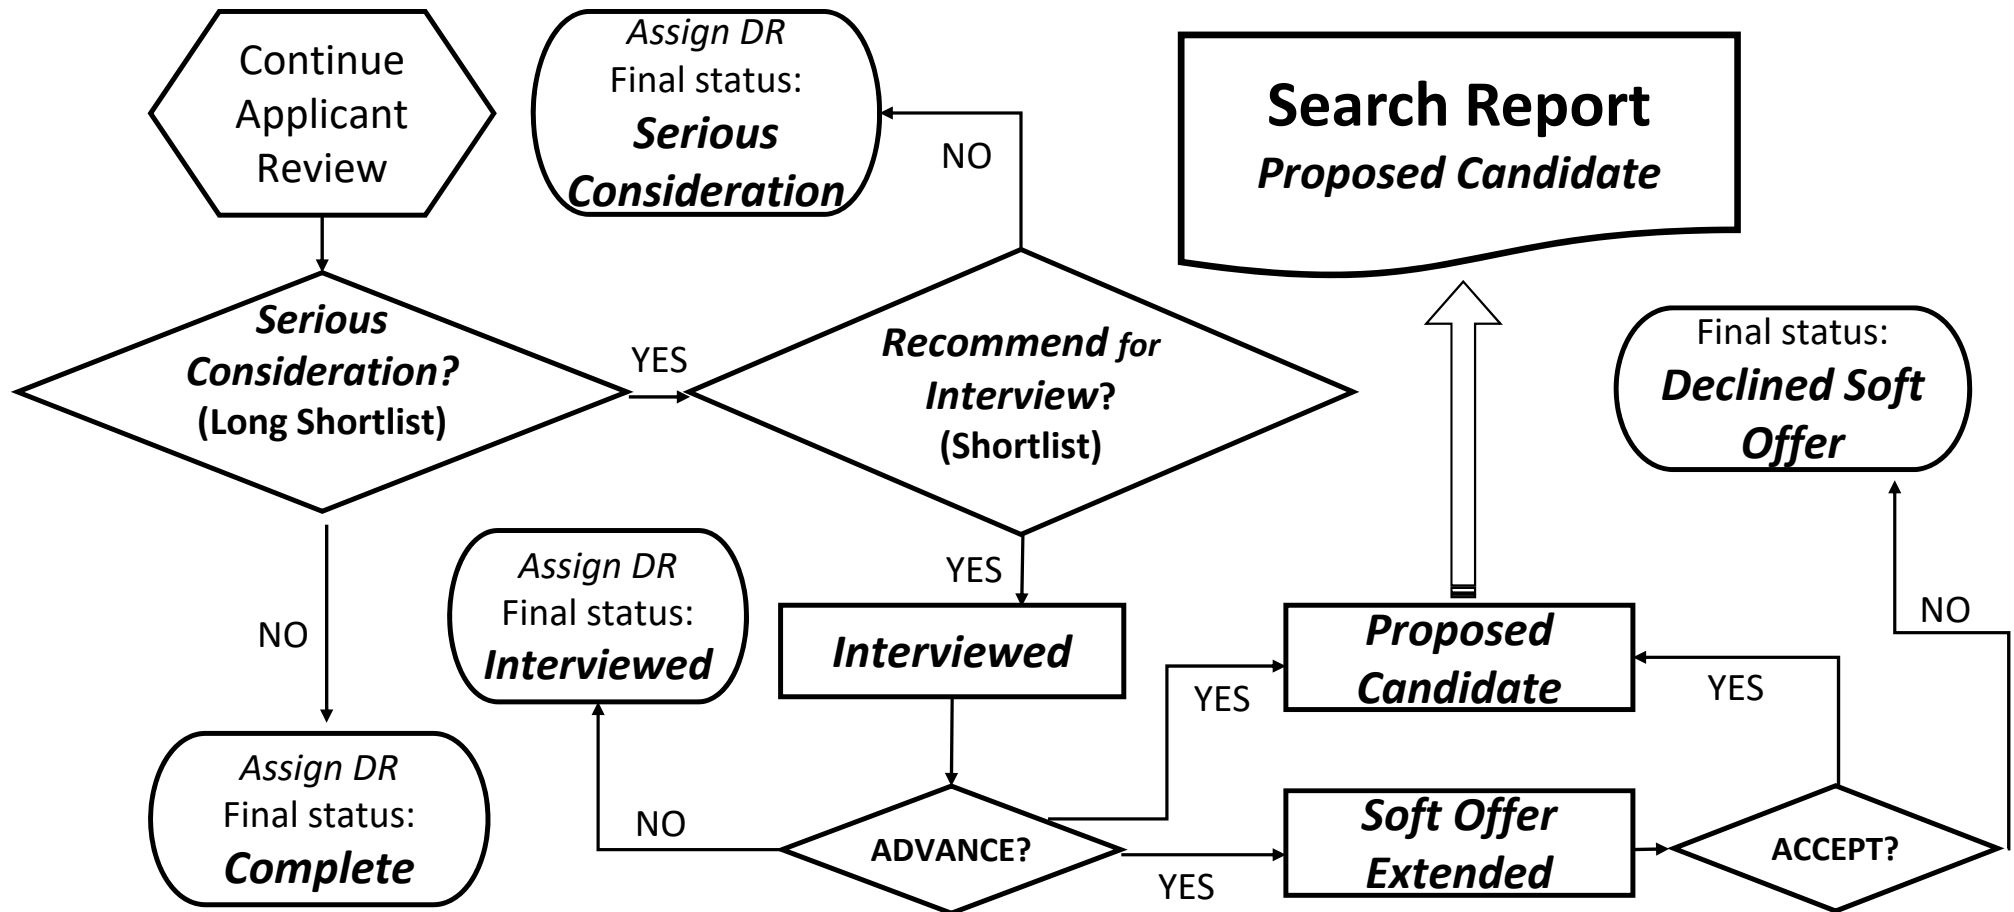 Continue
Applicant
Review
Assign DR
Final status:
Serious
Consideration
NO
Search Report
Proposed Candidate
Serious
Consideration?
(Long Shortlist)
YES
Recommend for
Interview?
(Shortlist)
Final status:
Declined Soft
Offer
NO
Assign DR
Final status:
Interviewed
YES
Interviewed
Proposed
Candidate
YES
YES
NO
Assign DR
Final status:
Complete
NO
ADVANCE?
YES
Soft Offer
Extended
ACCEPT?
NO